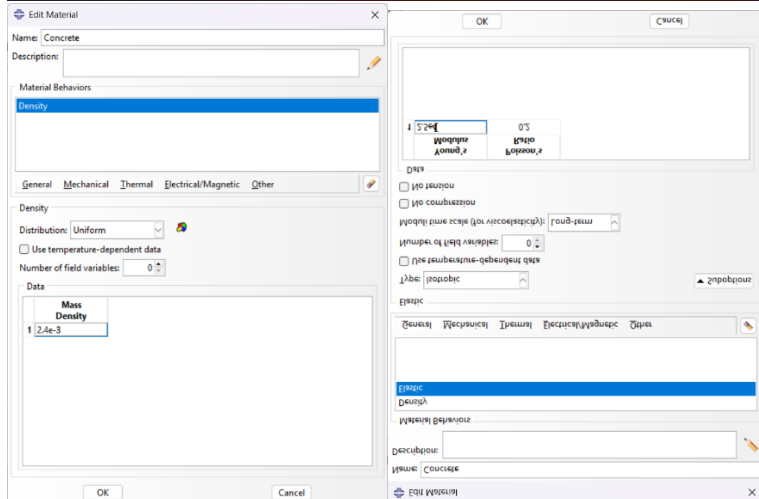 Edit Material
Name: Concrete
Description:
Material Behaviors
Density
General Mechanical Thermal Electrical/Magnetic Other
Density
Distribution: Uniform
Use temperature-dependent data
Number of field variables: 0
Data
Mass
Density
1 2.4e-3
OK Cancel
Edit Material
Name: Concrete
Description:
Material Behaviors
Density
Elastic
General Mechanical Thermal Electrical/Magnetic Other
Elastic
Type: Isotropic
Suboptions
Use temperature-dependent data
Number of field variables: 0
Moduli time scale (for viscoelasticity): Long-term
No compression
No tension
Data
Young's Poisson's
Modulus Ratio
1 2.5e4 0.2
OK Cancel